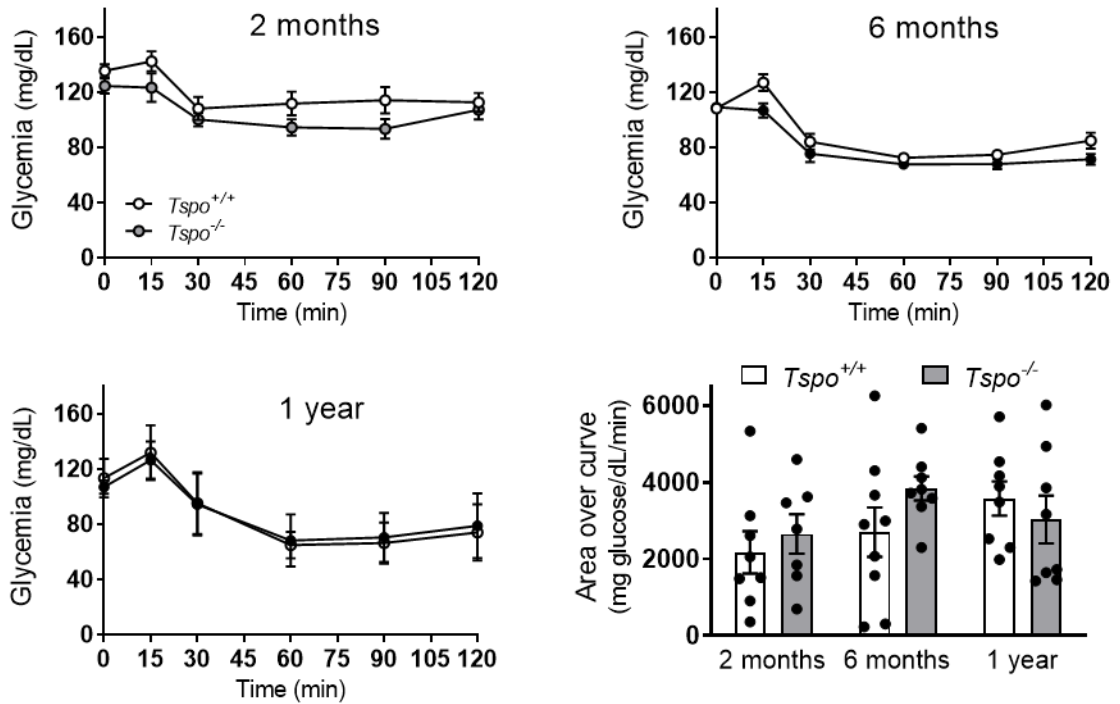 2 months
Glycemia (mg/dL)
160
120
80
40
0
Tspo+/+
Tspo-/-
0 15 30 45 60 75 90 105 120
Time (min)
6 months
Glycemia (mg/dL)
160
120
80
40
0
0 15 30 45 60 75 90 105 120
Time (min)
1 year
Glycemia (mg/dL)
160
120
80
40
0
0 15 30 45 60 75 90 105 120
Time (min)
Tspo+/+ Tspo-/-
Area over curve
(mg glucose/dL/min)
6000
4000
2000
0
2 months 6 months 1 year